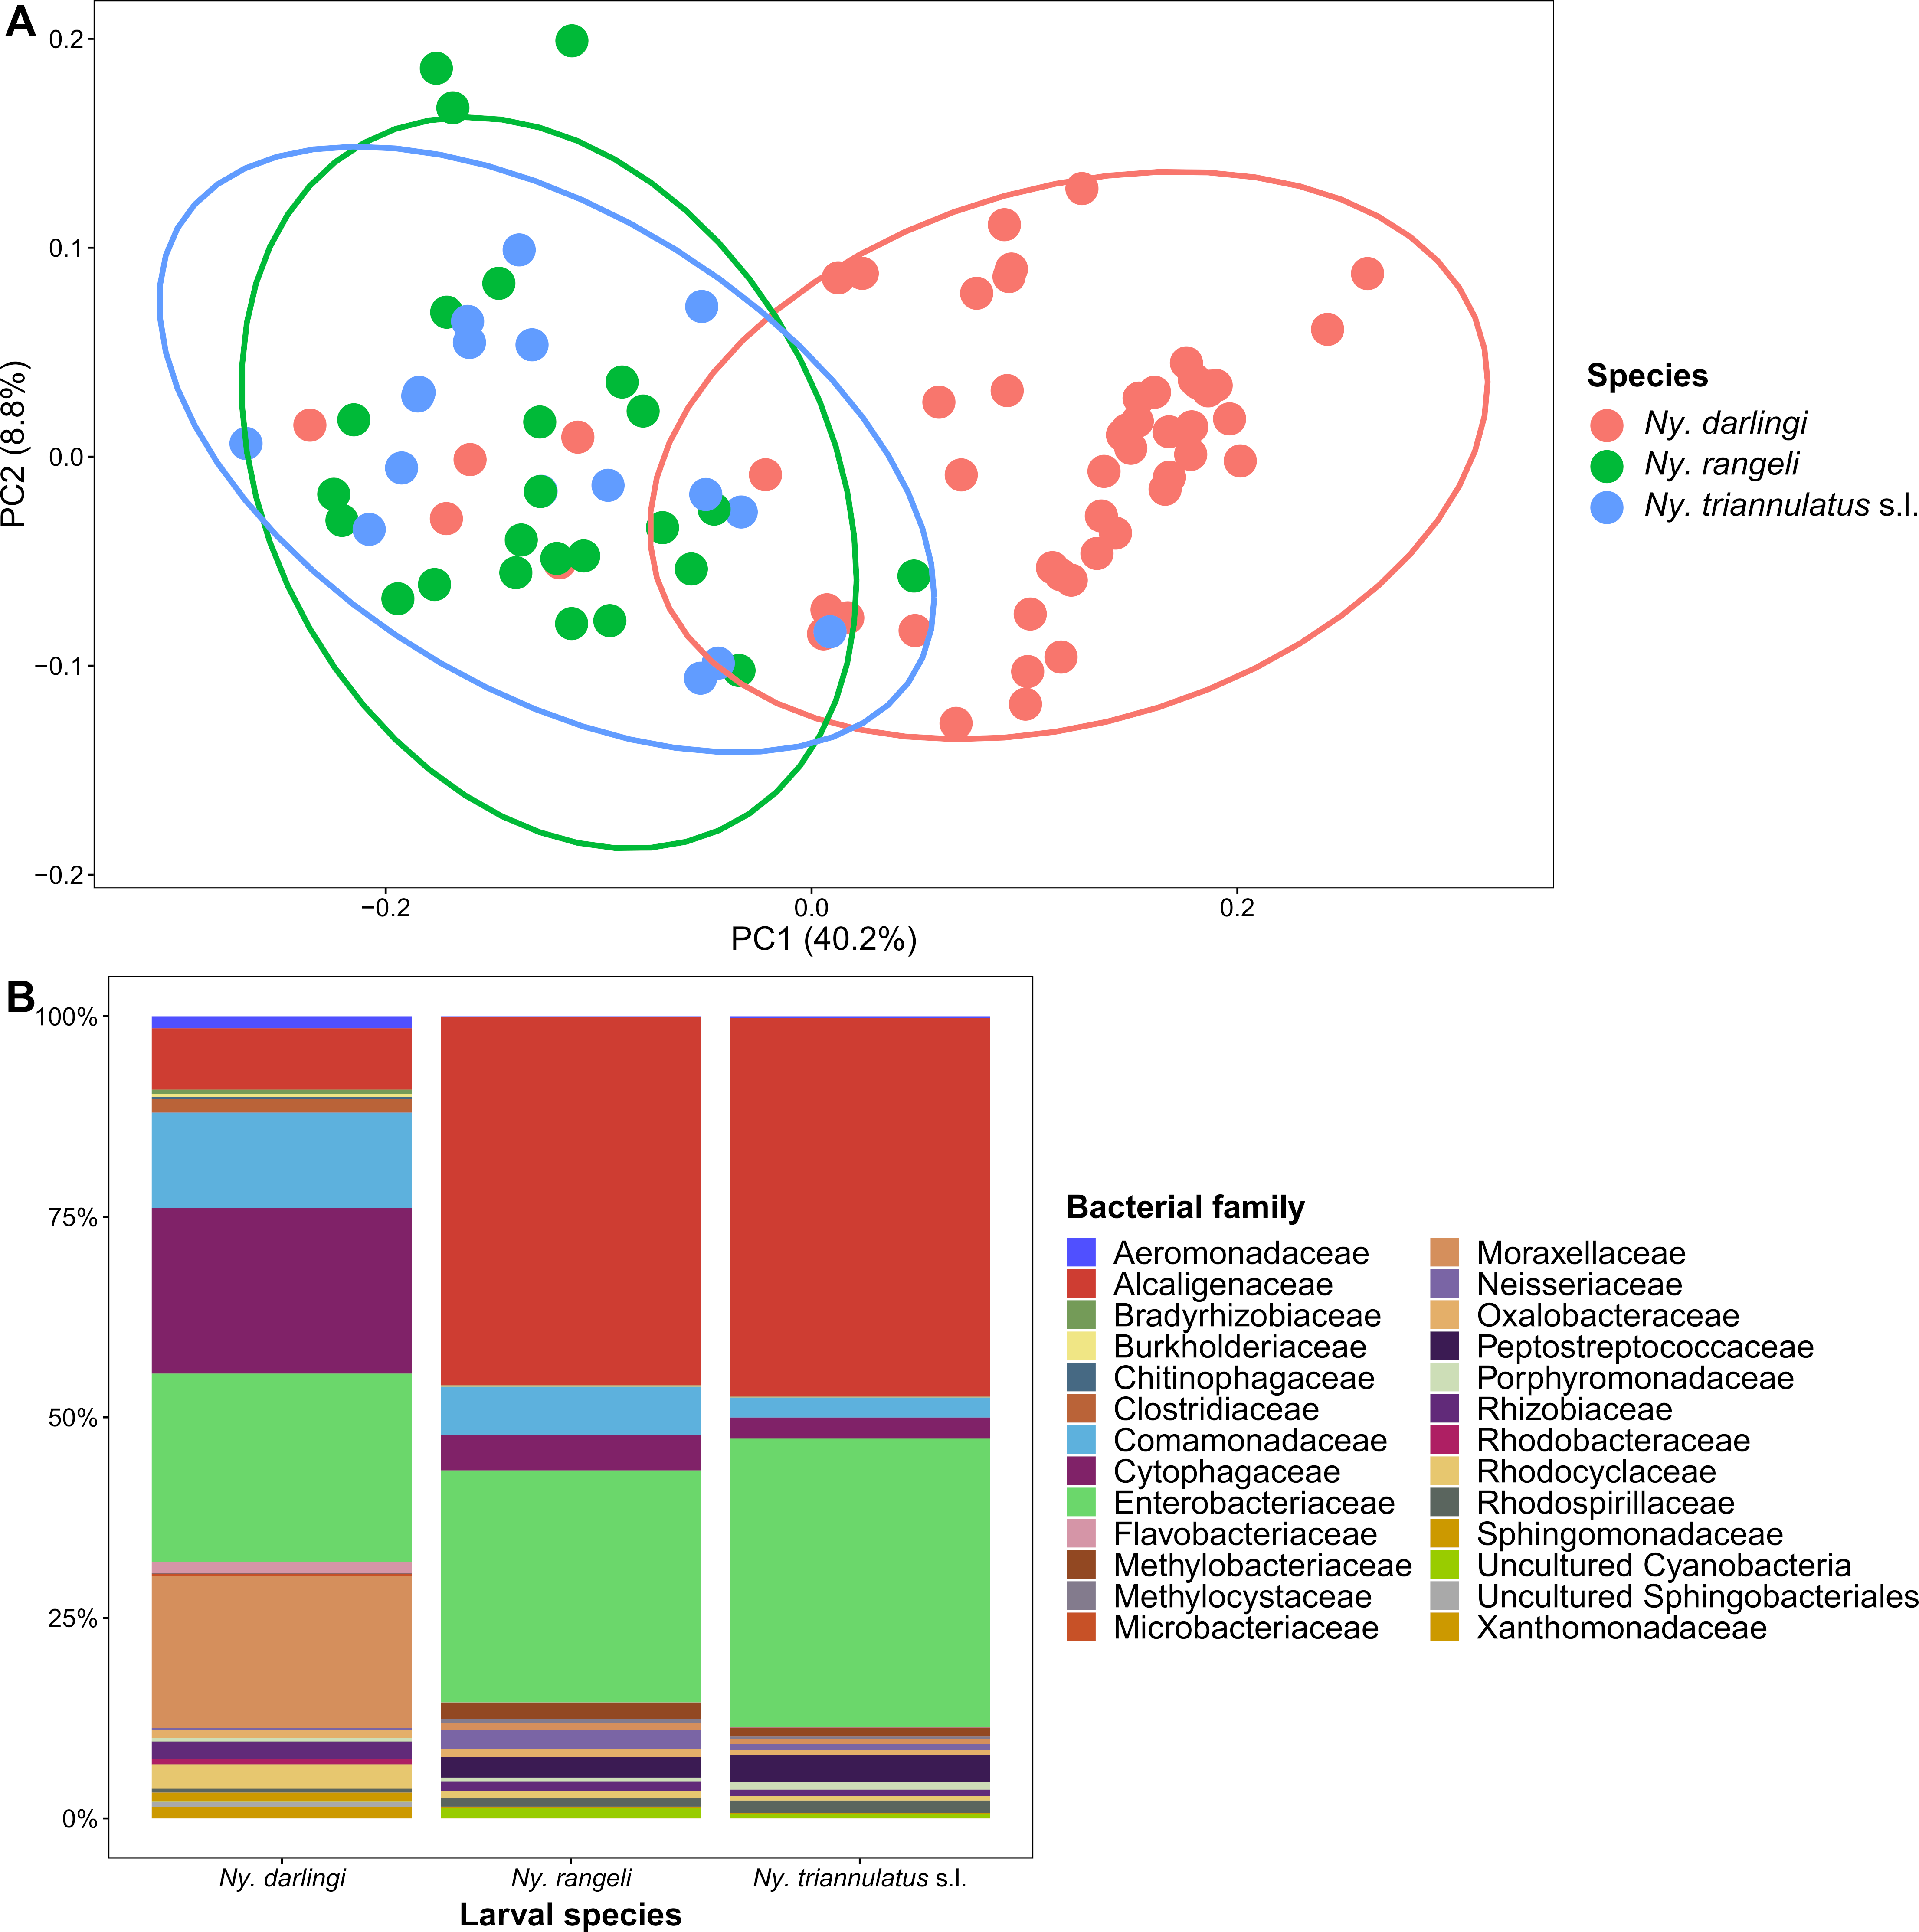 A
0.2
0.1
0.0
−0.1
−0.2
PC2 (8.8%)
−0.2
0.0
0.2
PC1 (40.2%)
Species
Ny. darlingi
Ny. rangeli
Ny. triannulatus s.l.
B
100%
75%
50%
25%
0%
Ny. darlingi
Ny. rangeli
Ny. triannulatus s.l.
Larval species
Bacterial family
Aeromonadaceae
Alcaligenaceae
Bradyrhizobiaceae
Burkholderiaceae
Chitinophagaceae
Clostridiaceae
Comamonadaceae
Cytophagaceae
Enterobacteriaceae
Flavobacteriaceae
Methylobacteriaceae
Methylocystaceae
Microbacteriaceae
Moraxellaceae
Neisseriaceae
Oxalobacteraceae
Peptostreptococcaceae
Porphyromonadaceae
Rhizobiaceae
Rhodobacteraceae
Rhodocyclaceae
Rhodospirillaceae
Sphingomonadaceae
Uncultured Cyanobacteria
Uncultured Sphingobacteriales
Xanthomonadaceae